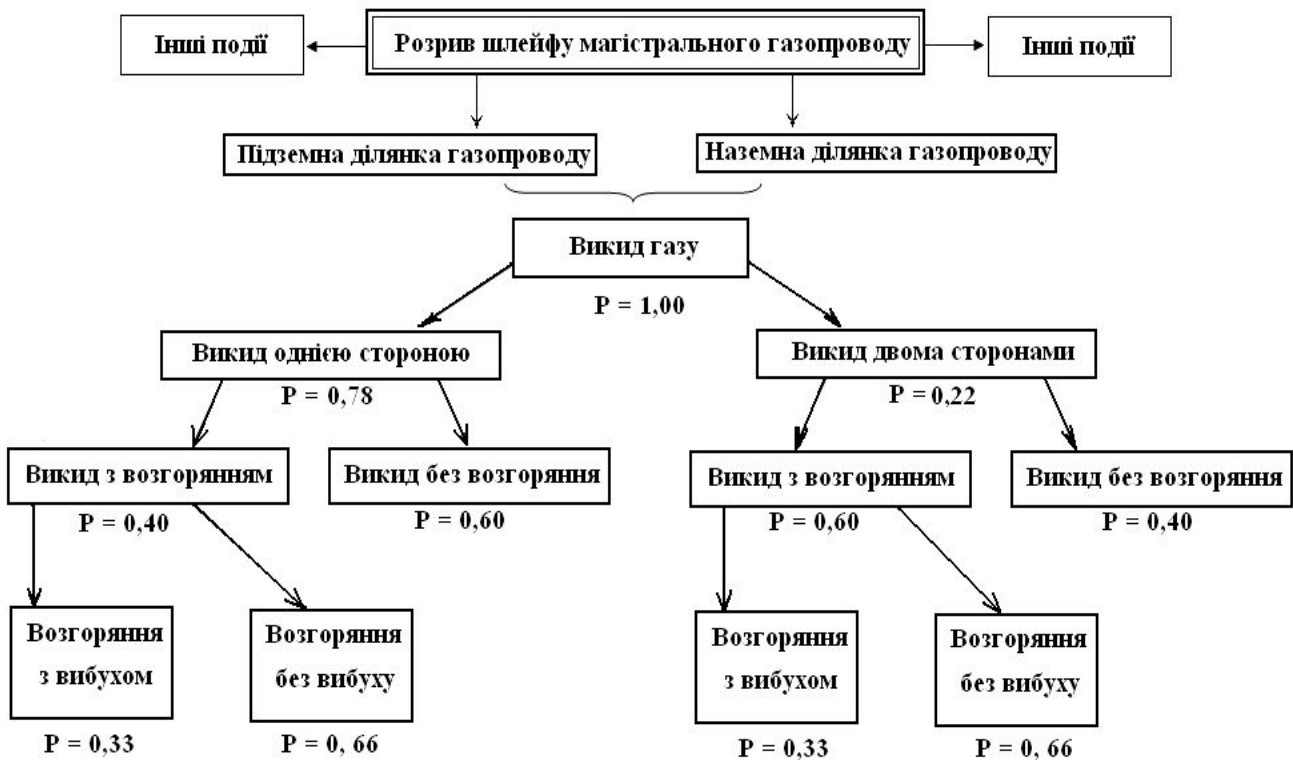 Інші події
Розрив шлейфу магістрального газопроводу
Інші події
Підземна ділянка газопроводу
Наземна ділянка газопроводу
Викид газу
Р = 1,00
Викид однією стороною
Р = 0,78
Викид двома сторонами
Р = 0,22
Викид з возгорянням
Р = 0,40
Викид без возгоряння
Р = 0,60
Викид з возгорянням
Р = 0,60
Викид без возгоряння
Р = 0,40
Возгоряння
з вибухом
Р = 0,33
Возгоряння
без вибуху
Р = 0, 66
Возгоряння
з вибухом
Р = 0,33
Возгоряння
без вибуху
Р = 0, 66